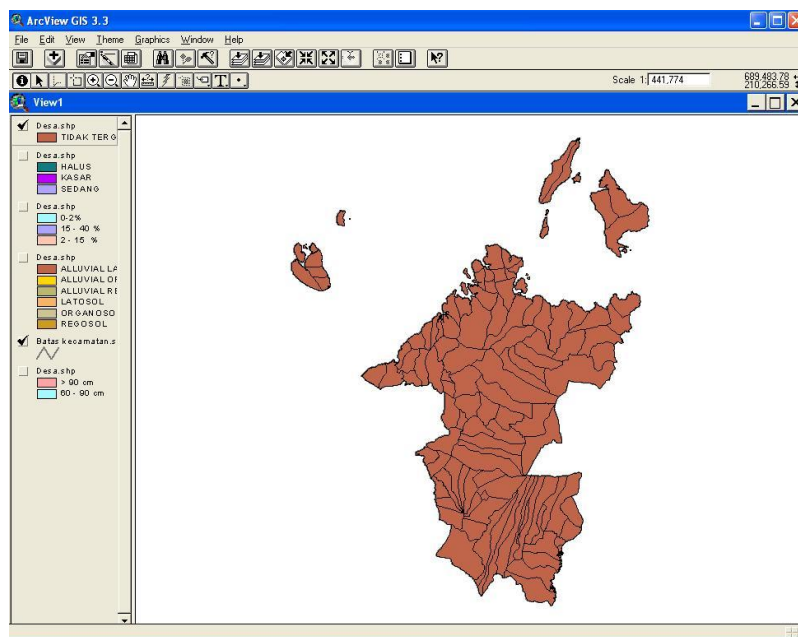 ArcView GIS 3.3
File Edit View Theme Graphics Window Help
Scale 1: 441,774
689,483.78
210,266.59
View1
Desa.shp
TIDAK TERG
Desa.shp
HALUS
KASAR
SEDANG
Desa.shp
0-2%
15 - 40 %
2 - 15 %
Desa.shp
ALLUVIAL LA
ALLUVIAL OR
ALLUVIAL RE
LATOSOL
ORGANOSO
REGOSOL
Batas kecamatan.s
Desa.shp
> 90 cm
60 - 90 cm